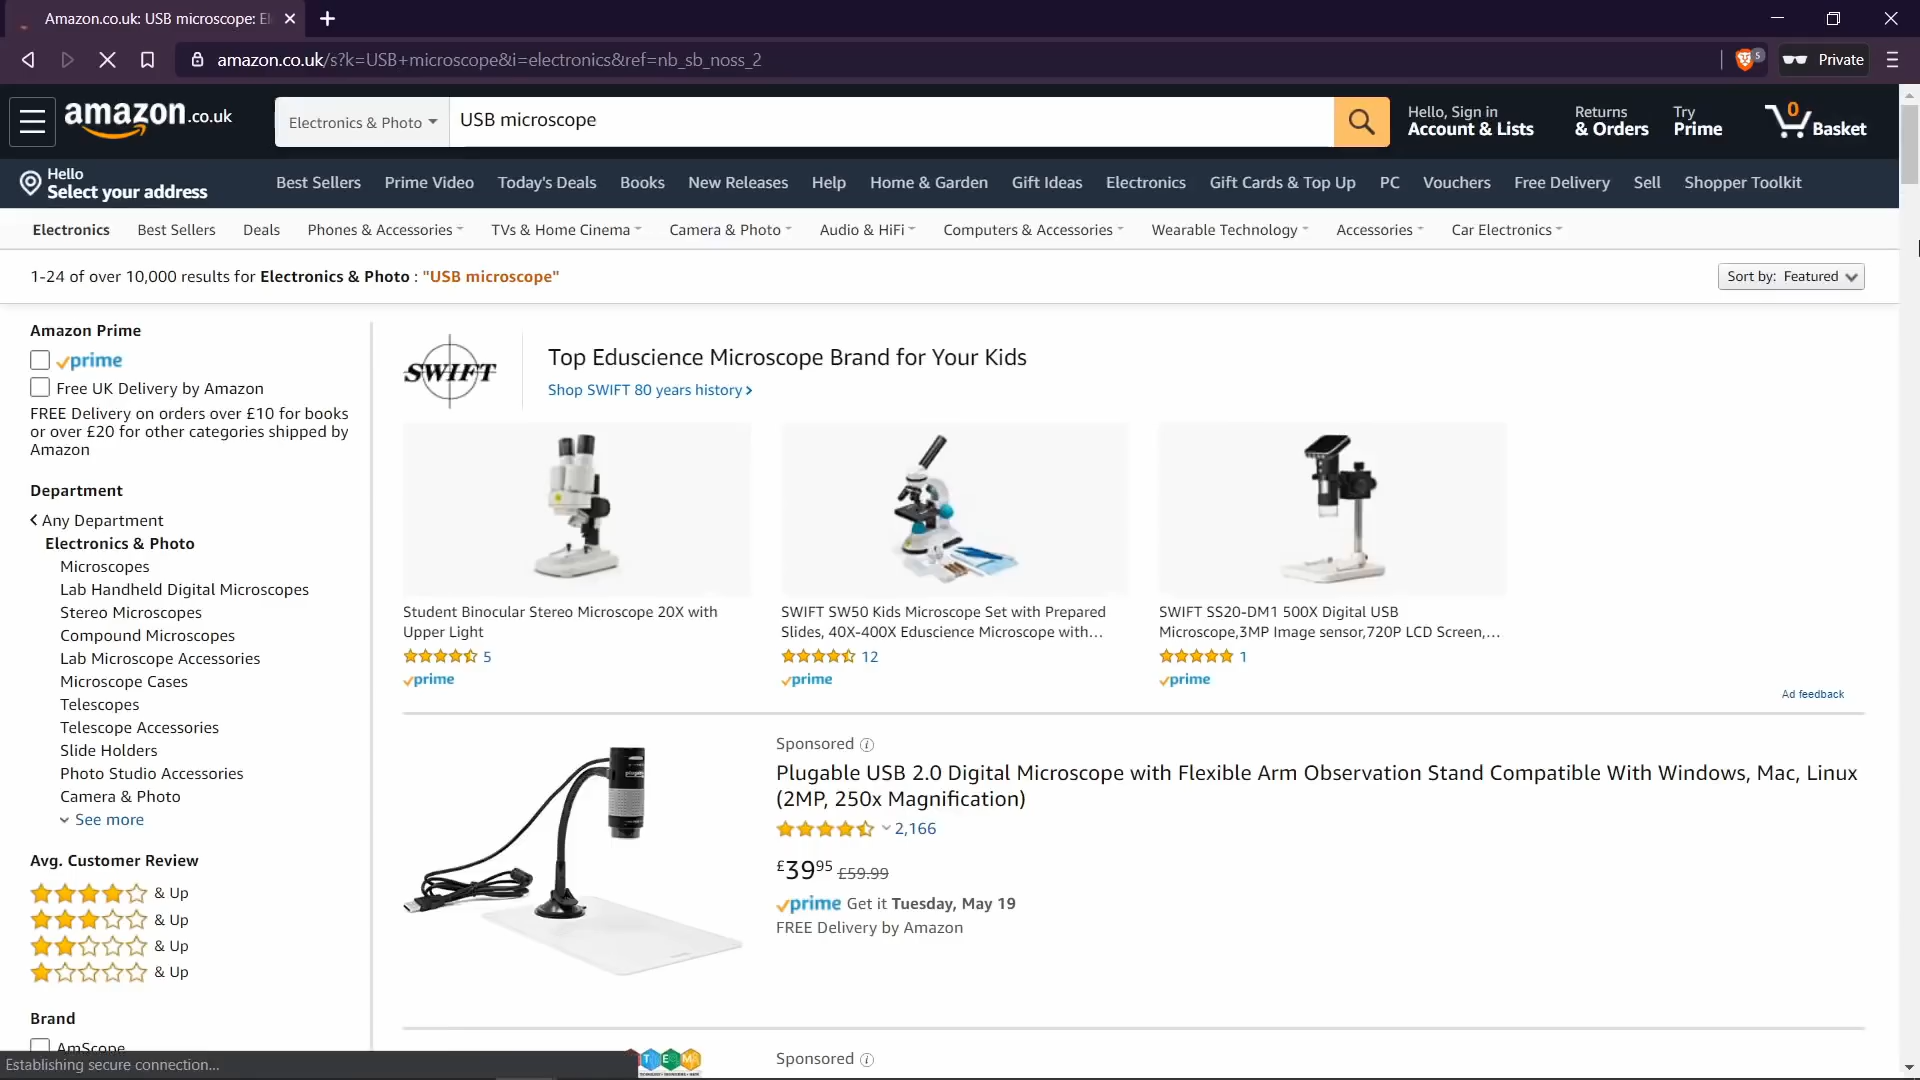 Amazon.co.uk: USB microscope: El
amazon.co.uk/s?k=USB+microscope&i=electronics&ref=nb_sb_noss_2
5
Private
amazon.co.uk
Electronics & Photo
USB microscope
Hello, Sign in
Account & Lists
Returns
& Orders
Try
Prime
0
Basket
Hello
Select your address
Best Sellers
Prime Video
Today's Deals
Books
New Releases
Help
Home & Garden
Gift Ideas
Electronics
Gift Cards & Top Up
PC
Vouchers
Free Delivery
Sell
Shopper Toolkit
Electronics
Best Sellers
Deals
Phones & Accessories
TVs & Home Cinema
Camera & Photo
Audio & HiFi
Computers & Accessories
Wearable Technology
Accessories
Car Electronics
1-24 of over 10,000 results for Electronics & Photo : "USB microscope"
Sort by: Featured
Amazon Prime
prime
Free UK Delivery by Amazon
FREE Delivery on orders over £10 for books
or over £20 for other categories shipped by
Amazon
Department
Any Department
Electronics & Photo
Microscopes
Lab Handheld Digital Microscopes
Stereo Microscopes
Compound Microscopes
Lab Microscope Accessories
Microscope Cases
Telescopes
Telescope Accessories
Slide Holders
Photo Studio Accessories
Camera & Photo
See more
Avg. Customer Review
& Up
& Up
& Up
& Up
Brand
AmScope
Establishing secure connection...
SWIFT
Top Eduscience Microscope Brand for Your Kids
Shop SWIFT 80 years history ›
Student Binocular Stereo Microscope 20X with
Upper Light
5
prime
SWIFT SW50 Kids Microscope Set with Prepared
Slides, 40X-400X Eduscience Microscope with…
12
prime
SWIFT SS20-DM1 500X Digital USB
Microscope,3MP Image sensor,720P LCD Screen,…
1
prime
Ad feedback
Sponsored
Plugable USB 2.0 Digital Microscope with Flexible Arm Observation Stand Compatible With Windows, Mac, Linux
(2MP, 250x Magnification)
2,166
£39.95 £59.99
prime Get it Tuesday, May 19
FREE Delivery by Amazon
TEM
Sponsored